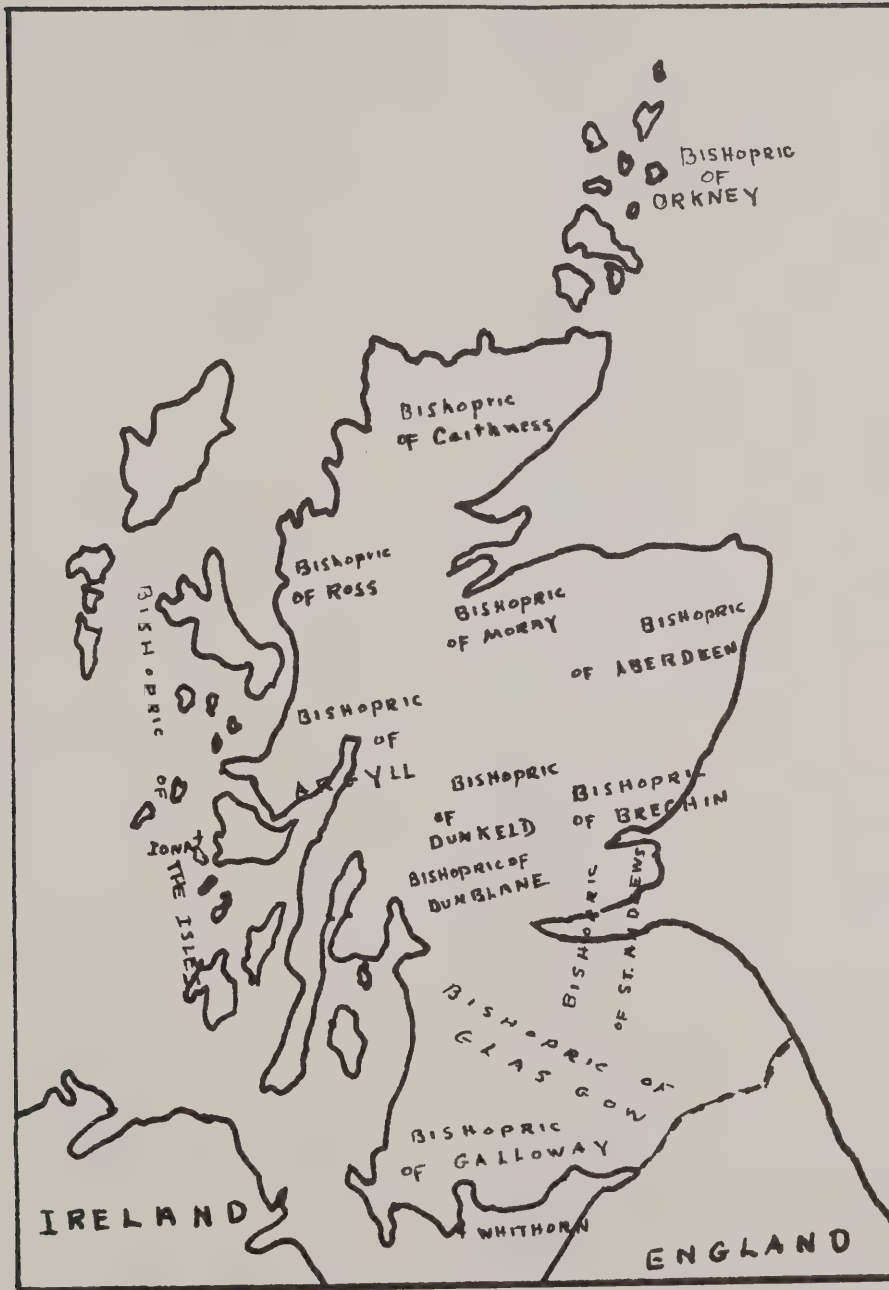 BISHOPRIC
OF
ORKNEY
BISHOPRIC
OF CAITHNESS
BISHOPRIC
OF ROSS
BISHOPRIC
OF MORAY
BISHOPRIC
OF ABERDEEN
BISHOPRIC OF
THE ISLES
BISHOPRIC
OF
ARGYLL
BISHOPRIC
OF
DUNKELD
BISHOPRIC
OF BRECHIN
IONA
BISHOPRIC OF
DUNBLANE
BISHOPRIC
OF ST. ANDREWS
BISHOPRIC OF
GLASGOW
BISHOPRIC
OF GALLOWAY
WHITHORN
IRELAND
ENGLAND